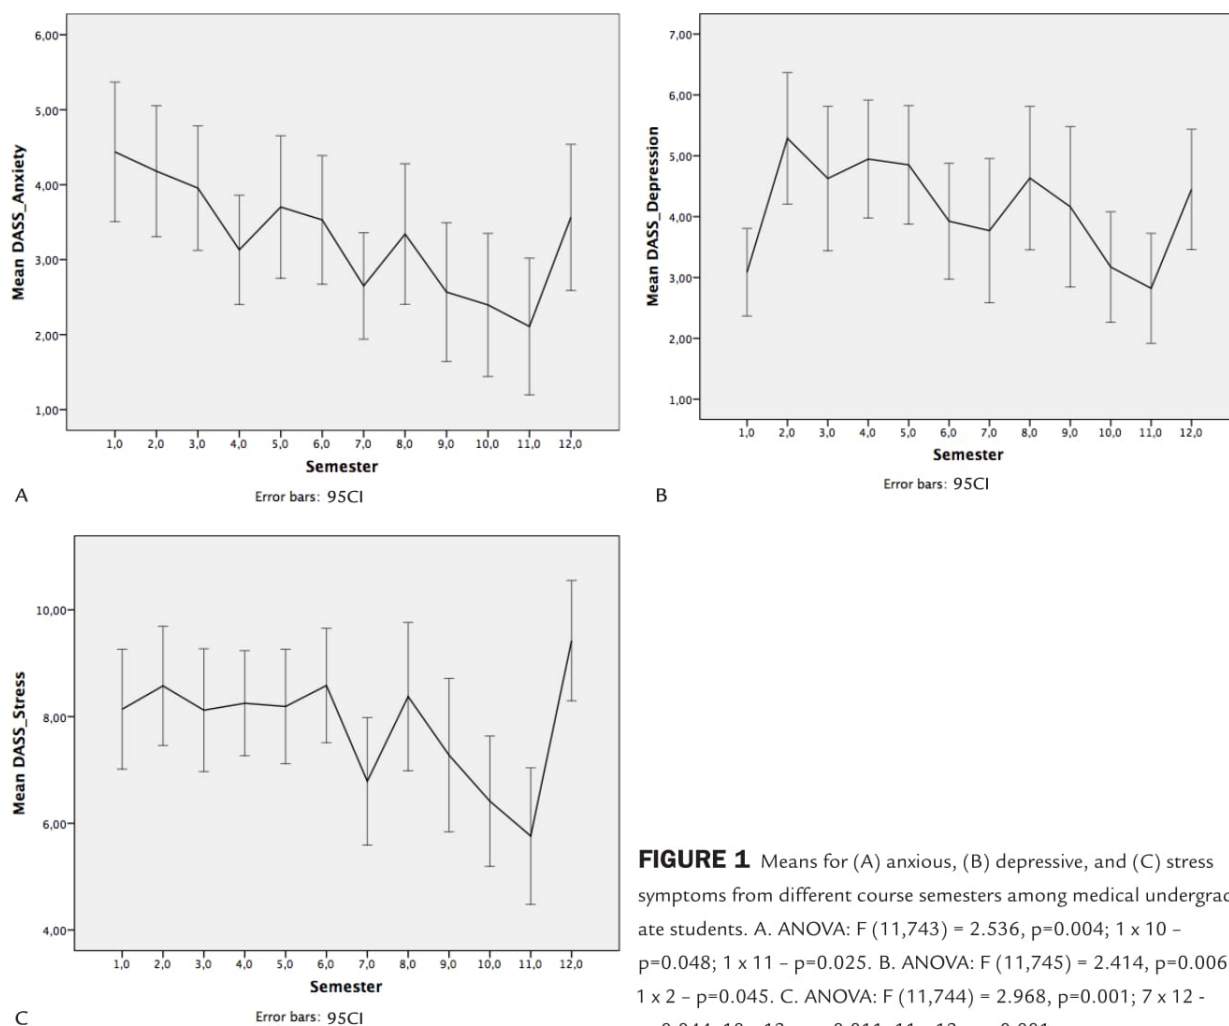 6,00
5,00
4,00
3,00
2,00
1,00
Mean DASS_Anxiety
1,0 2,0 3,0 4,0 5,0 6,0 7,0 8,0 9,0 10,0 11,0 12,0
Semester
A
Error bars: 95CI
7,00
6,00
5,00
4,00
3,00
2,00
1,00
Mean DASS_Depression
1,0 2,0 3,0 4,0 5,0 6,0 7,0 8,0 9,0 10,0 11,0 12,0
Semester
B
Error bars: 95CI
10,00
8,00
6,00
4,00
Mean DASS_Stress
1,0 2,0 3,0 4,0 5,0 6,0 7,0 8,0 9,0 10,0 11,0 12,0
Semester
C
Error bars: 95CI
FIGURE 1 Means for (A) anxious, (B) depressive, and (C) stress
symptoms from different course semesters among medical undergrad
ate students. A. ANOVA: F (11,743) = 2.536, p=0.004; 1 x 10 –
p=0.048; 1 x 11 – p=0.025. B. ANOVA: F (11,745) = 2.414, p=0.006
1 x 2 – p=0.045. C. ANOVA: F (11,744) = 2.968, p=0.001; 7 x 12 -